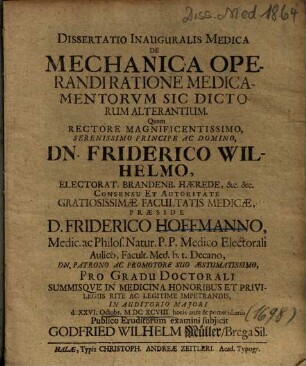 Diss. Med 1864
DISSERTATIO INAUGURALIS MEDICA
DE
MECHANICA OPE-
RANDI RATIONE MEDICA-
MENTORVM SIC DICTO
RUM ALTERANTIUM.
Quam
RECTORE MAGNIFICENTISSIMO,
SERENISSIMO PRINCIPE AC DOMINO,
DN. FRIDERICO WIL-
HELMO,
ELECTORAT. BRANDENB. HÆREDE, &c. &c.
CONSENSU ET AUTORITATE
GRATIOSISSIMÆ FACULTATIS MEDICÆ,
PRÆSIDE
D. FRIDERICO HOFFMANNO,
Medic. ac Philos. Natur. P. P. Medico Electorali
Aulico, Facult. Med. h. t. Decano,
DN. PATRONO AC PROMOTORE SUO ÆSTUMATISSIMO,
PRO GRADU DOCTORALI
SUMMISQVE IN MEDICINA HONORIBUS ET PRIVI-
LEGIIS RITE AC LEGITIME IMPETRANDIS,
IN AUDITORIO MAJORI
d. XXVI. Octobr. M DC XCVIII. horis ante & pomeridianis
Publico Eruditorum examini subjicit
(1698)
GODFRIED WILHELM Müller / Brega Sil.
HALÆ, Typis CHRISTOPH. ANDREÆ ZEITLERI, Acad. Typogr.